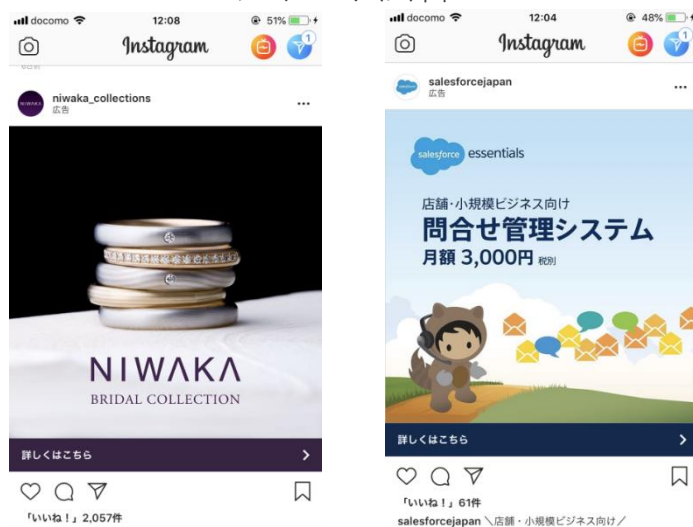 docomo 12:08 51%
Instagram
niwaka_collections
広告
NIWAKA
BRIDAL COLLECTION
詳しくはこちら
「いいね！」2,057件
docomo 12:04 48%
Instagram
1
salesforcejapan
広告
salesforce essentials
店舗・小規模ビジネス向け
問合せ管理システム
月額 3,000円 税別
詳しくはこちら
「いいね！」61件
salesforcejapan ＼店舗・小規模ビジネス向け／